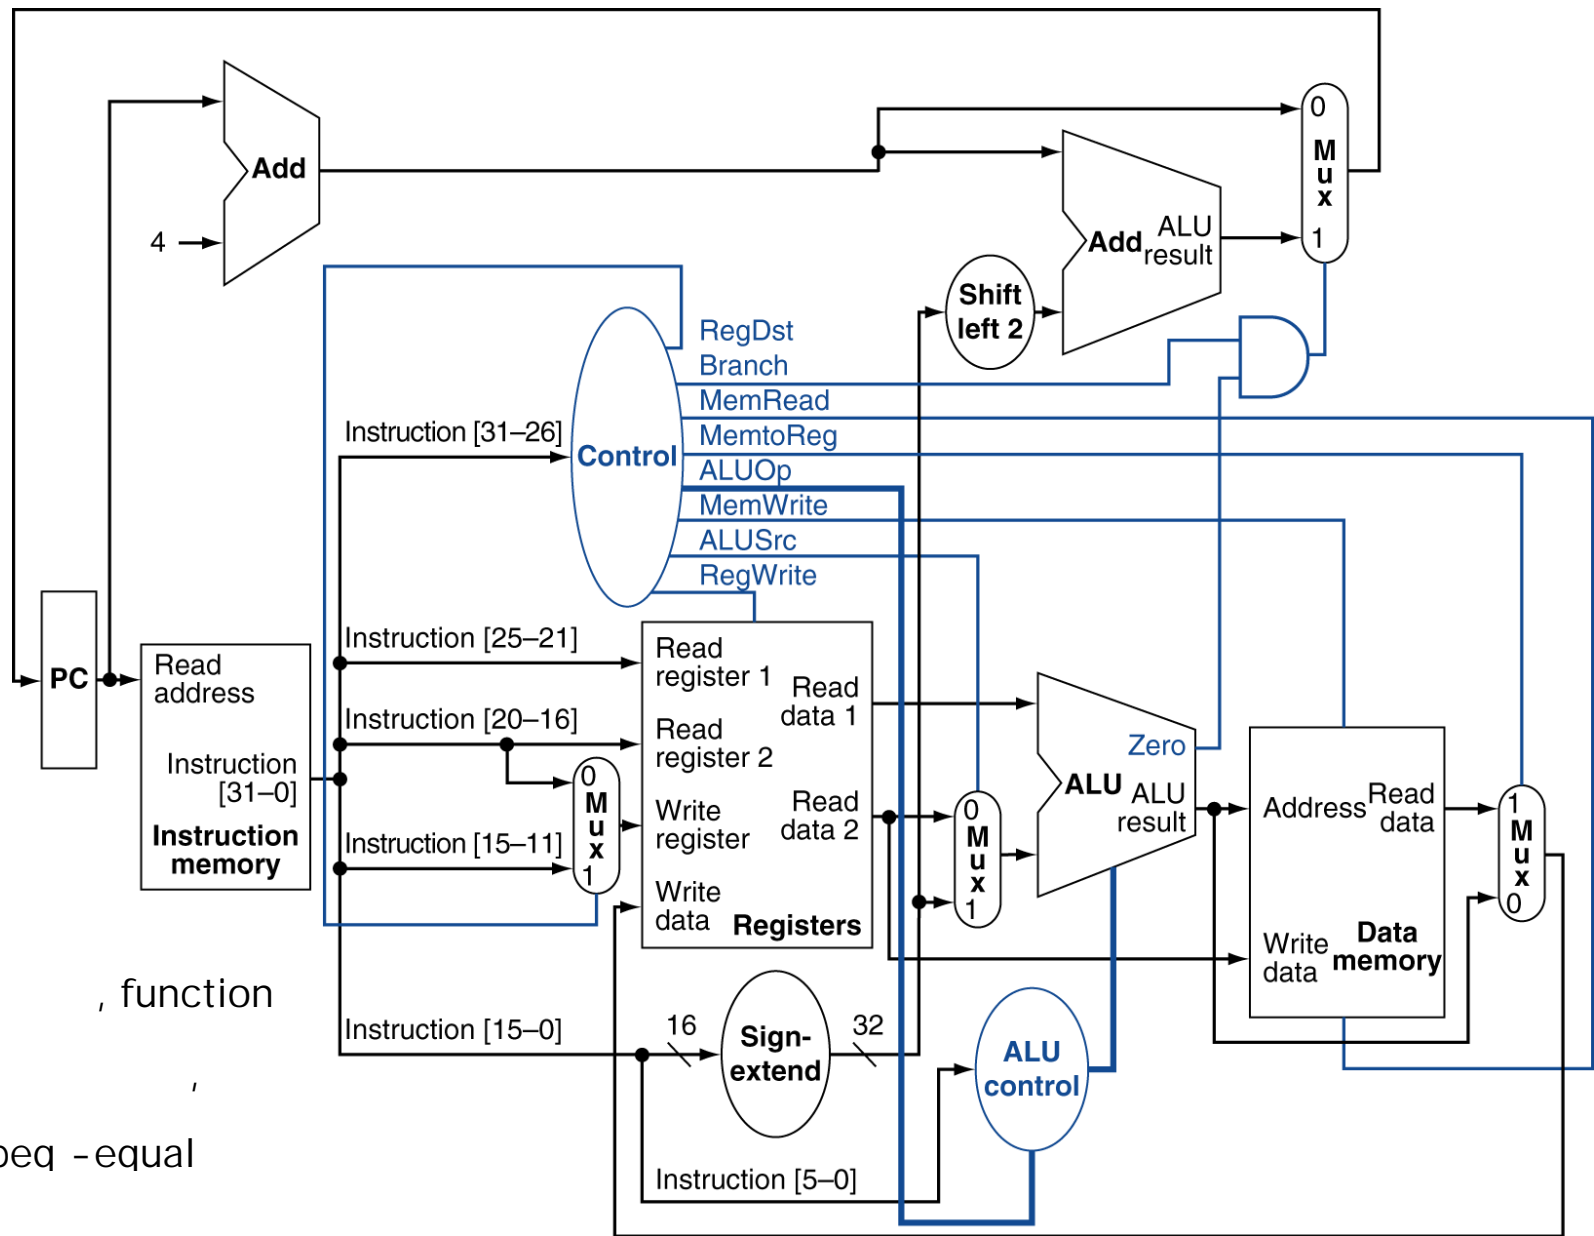 0
M
u
x
1
Add
4
Add
ALU
result
Shift
left 2
RegDst
Branch
MemRead
MemtoReg
ALUOp
MemWrite
ALUSrc
RegWrite
Control
Instruction [31–26]
Instruction [25–21]
Instruction [20–16]
Instruction [15–11]
PC
Read
address
Instruction
[31–0]
Instruction
memory
0
M
u
x
1
Read
register 1
Read
register 2
Write
register
Write
data
Read
data 1
Read
data 2
Registers
0
M
u
x
1
Zero
ALU
ALU
result
Address
Read
data
Write
data
Data
memory
1
M
u
x
0
, function
,
-equal
Instruction [15–0]
16
Sign-
extend
32
ALU
control
Instruction [5–0]